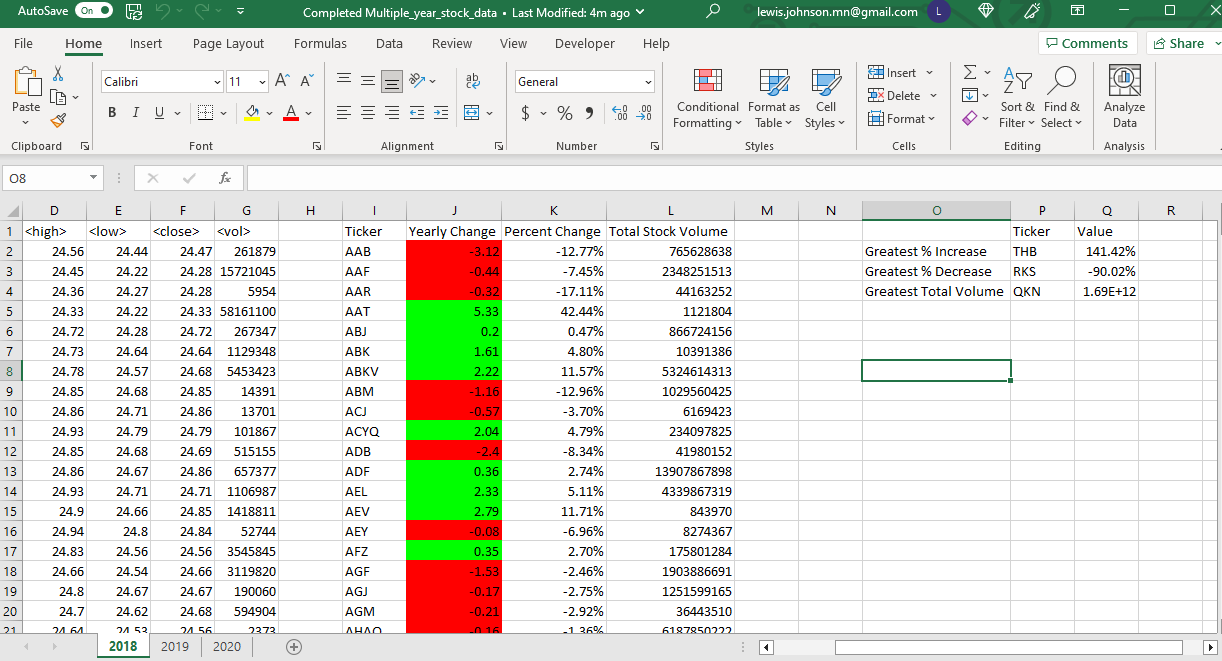 AutoSave On Completed Multiple_year_stock_data • Last Modified: 4m ago lewis.johnson.mn@gmail.com L
File Home Insert Page Layout Formulas Data Review View Developer Help Comments Share
Calibri 11 A A ab General Insert
Paste B I U A $ % Conditional Formatting Format as Table Cell Styles Delete Sort & Filter Find & Select Analyze Data
Format
Clipboard Font Alignment Number Styles Cells Editing Analysis
O8 fx
D E F G H I J K L M N O P Q R
1 <high> <low> <close> <vol> Ticker Yearly Change Percent Change Total Stock Volume Ticker Value
2 24.56 24.44 24.47 261879 AAB -3.12 -12.77% 765628638 Greatest % Increase THB 141.42%
3 24.45 24.22 24.28 15721045 AAF -0.44 -7.45% 2348251513 Greatest % Decrease RKS -90.02%
4 24.36 24.27 24.28 5954 AAR -0.32 -17.11% 44163252 Greatest Total Volume QKN 1.69E+12
5 24.33 24.22 24.33 58161100 AAT 5.33 42.44% 1121804
6 24.72 24.28 24.72 267347 ABJ 0.2 0.47% 866724156
7 24.73 24.64 24.64 1129348 ABK 1.61 4.80% 10391386
8 24.78 24.57 24.68 5453423 ABKV 2.22 11.57% 5324614313
9 24.85 24.68 24.85 14391 ABM -1.16 -12.96% 1029560425
10 24.86 24.71 24.86 13701 ACJ -0.57 -3.70% 6169423
11 24.93 24.79 24.79 101867 ACYQ 2.04 4.79% 234097825
12 24.85 24.68 24.69 515155 ADB -2.4 -8.34% 41980152
13 24.86 24.67 24.86 657377 ADF 0.36 2.74% 13907867898
14 24.93 24.71 24.71 1106987 AEL 2.33 5.11% 4339867319
15 24.9 24.66 24.85 1418811 AEV 2.79 11.71% 843970
16 24.94 24.8 24.84 52744 AEY -0.08 -6.96% 8274367
17 24.83 24.56 24.56 3545845 AFZ 0.35 2.70% 175801284
18 24.66 24.54 24.66 3119820 AGF -1.53 -2.46% 1903886691
19 24.8 24.67 24.67 190060 AGJ -0.17 -2.75% 1251599165
20 24.7 24.62 24.68 594904 AGM -0.21 -2.92% 36443510
21 24.64 24.53 24.56 2373 AHAQ -0.16 -1.36% 6187850222
2018 2019 2020